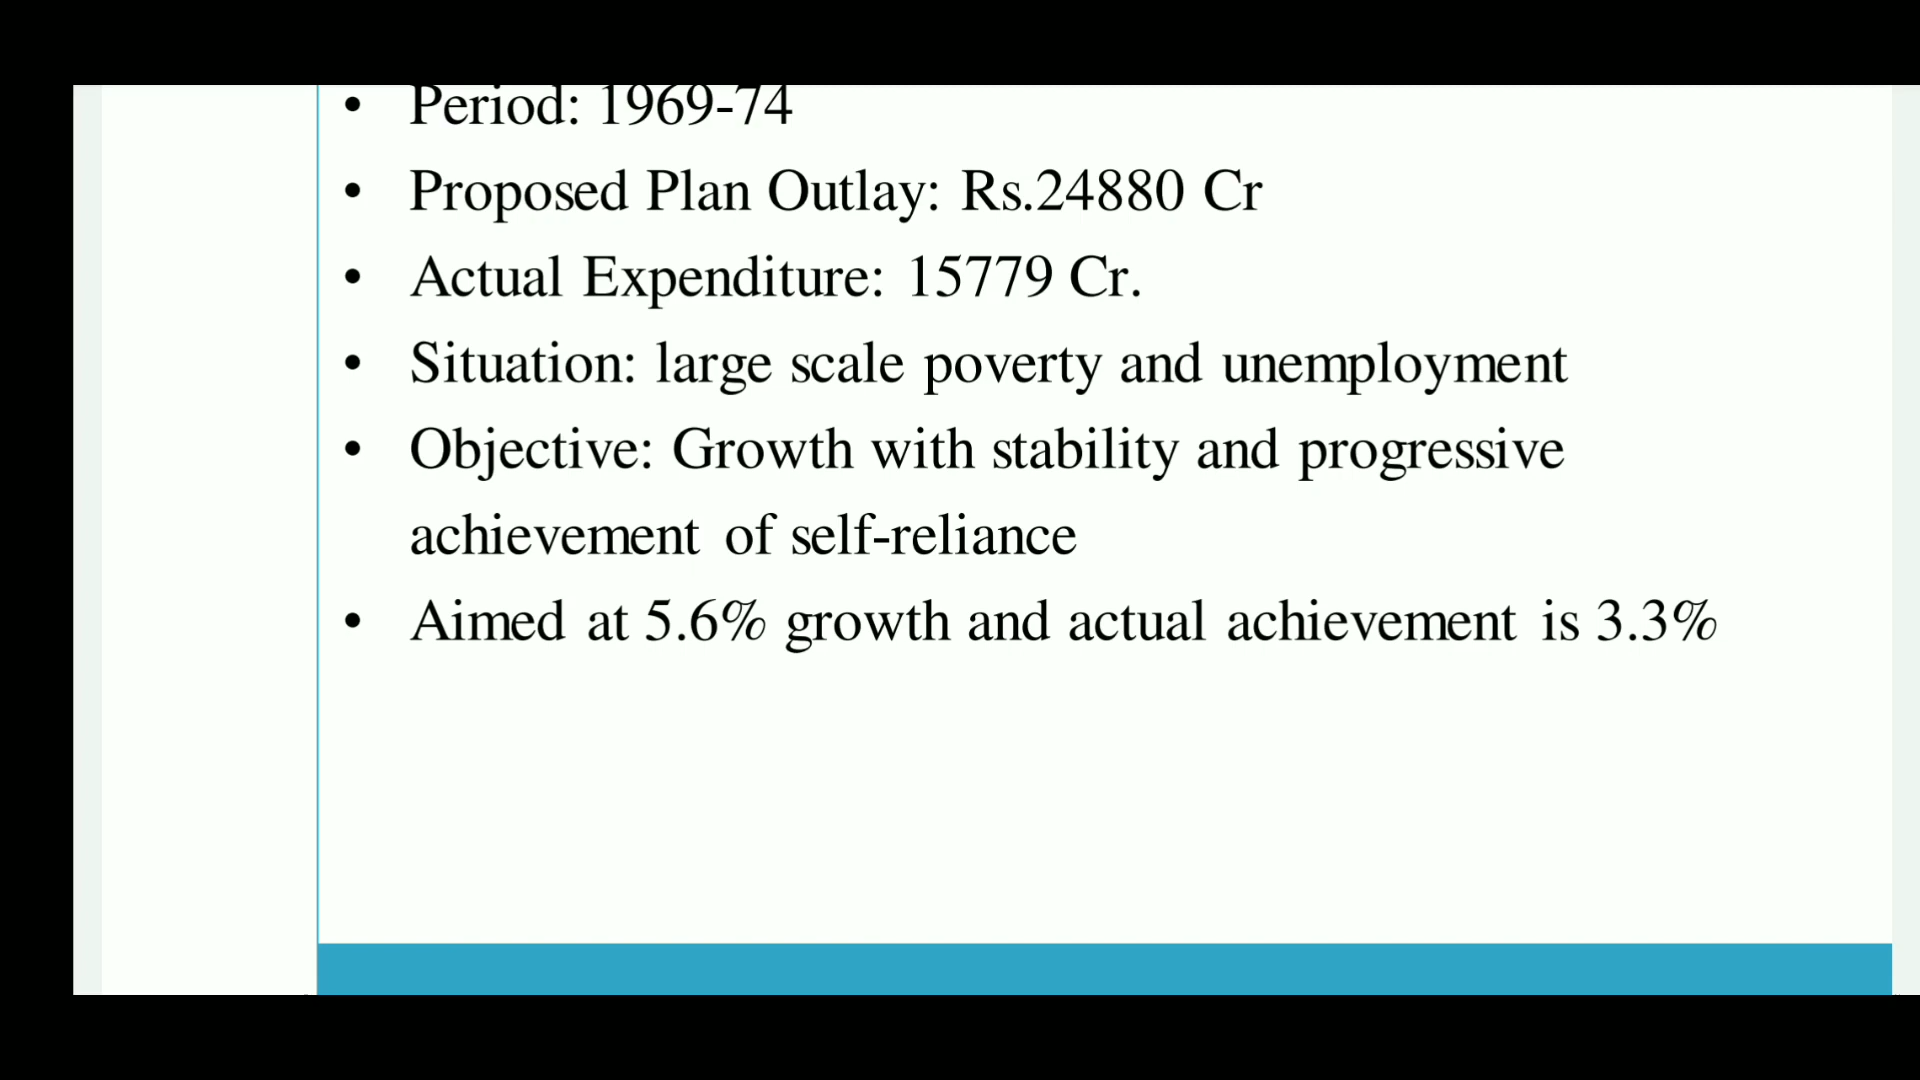 • Period: 1969-74
• Proposed Plan Outlay: Rs.24880 Cr
• Actual Expenditure: 15779 Cr.
• Situation: large scale poverty and unemployment
• Objective: Growth with stability and progressive
achievement of self-reliance
• Aimed at 5.6% growth and actual achievement is 3.3%